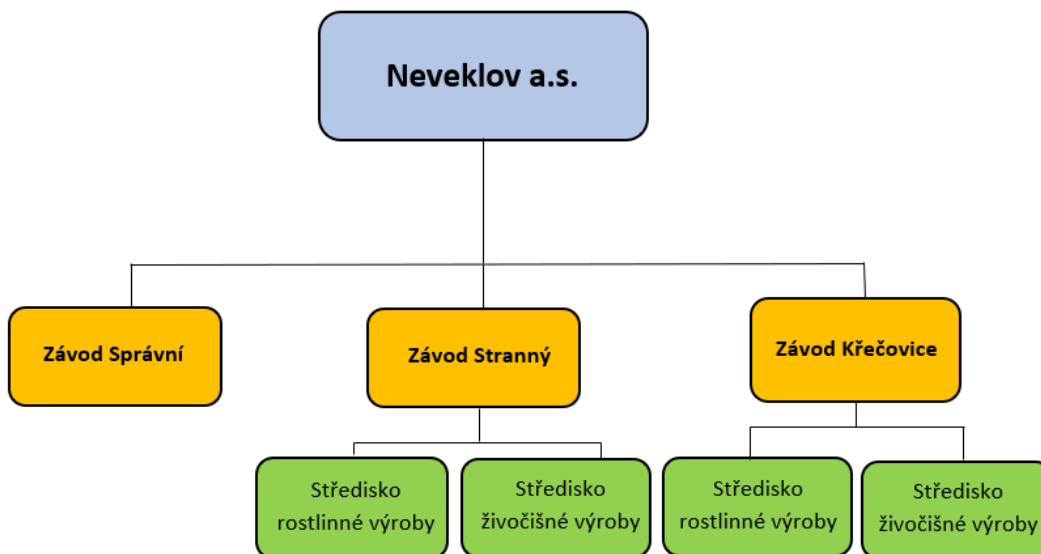 Neveklov a.s.
Závod Správní
Závod Stranný
Závod Křečovice
Středisko
rostlinné výroby
Středisko
živočišné výroby
Středisko
rostlinné výroby
Středisko
živočišné výroby